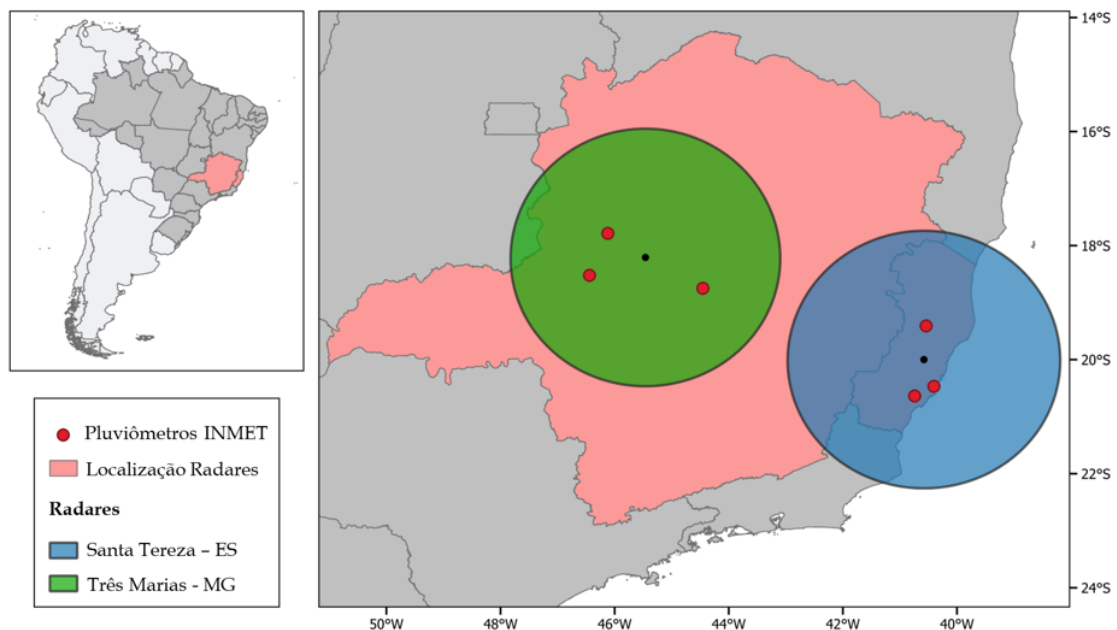 14°S
16°S
18°S
20°S
22°S
24°S
50°W
48°W
46°W
44°W
42°W
40°W
Pluviômetros INMET
Localização Radares
Radares
Santa Tereza – ES
Três Marias - MG